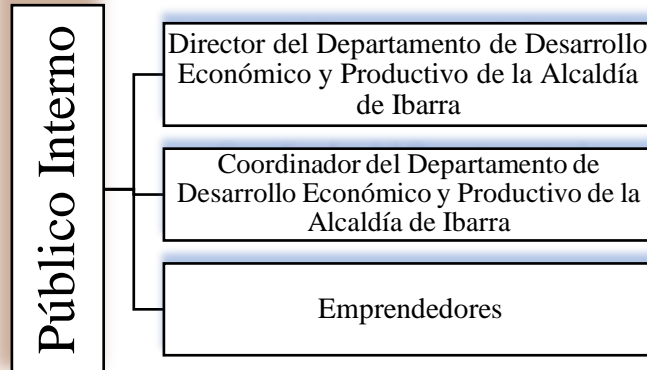 Público Interno
Director del Departamento de Desarrollo
Económico y Productivo de la Alcaldía
de Ibarra
Coordinador del Departamento de
Desarrollo Económico y Productivo de la
Alcaldía de Ibarra
Emprendedores